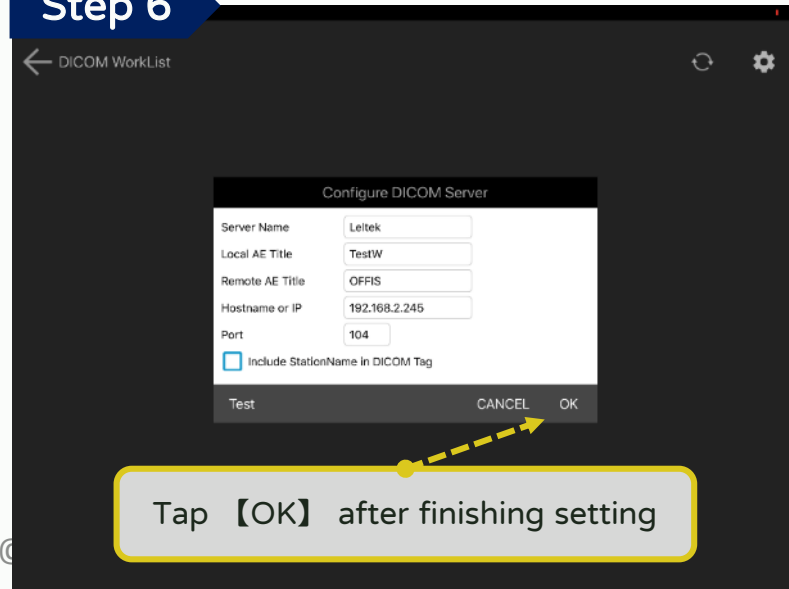 Step 6
DICOM WorkList
Configure DICOM Server
Server Name Leltek
Local AE Title TestW
Remote AE Title OFFIS
Hostname or IP 192.168.2.245
Port 104
Include StationName in DICOM Tag
Test CANCEL OK
Tap 【OK】 after finishing setting